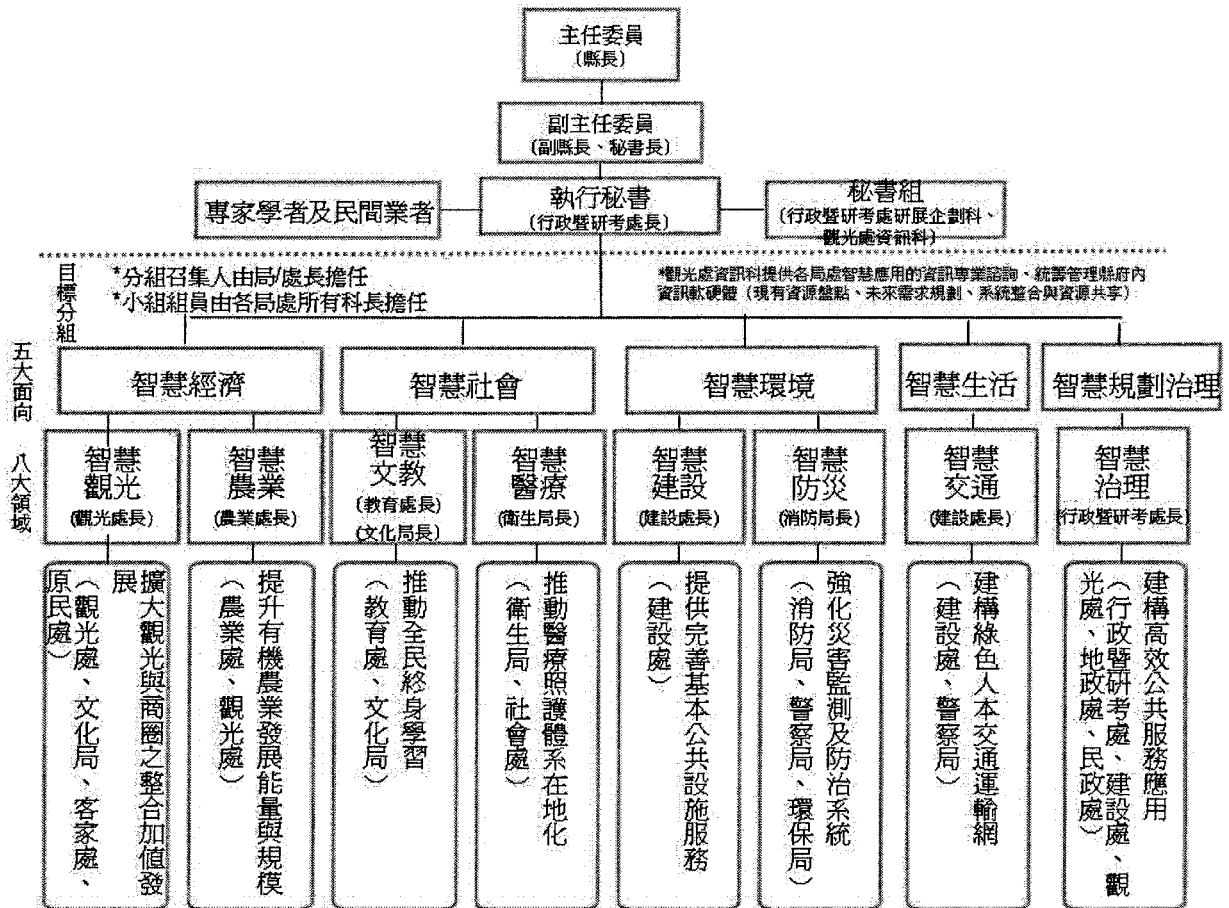 主任委員
(縣長)
副主任委員
(副縣長、秘書長)
專家學者及民間業者
執行秘書
(行政暨研考處長)
秘書組
(行政暨研考處研展企劃科、
觀光處資訊科)
目標分組
*分組召集人由局/處長擔任
*小組組員由各局處所有科長擔任
*觀光處資訊科提供各局處智慧應用的資訊專業諮詢、統籌管理縣府內
資訊軟硬體(現有資源盤點、未來需求規劃、系統整合與資源共享)
五大面向
智慧經濟
智慧社會
智慧環境
智慧生活
智慧規劃治理
八大領域
智慧
觀光
(觀光處長)
智慧
農業
(農業處長)
智慧
文教
(教育處長)
(文化局長)
智慧
醫療
(衛生局長)
智慧
建設
(建設處長)
智慧
防災
(消防局長)
智慧
交通
(建設處長)
智慧
治理
(行政暨研考處長)
擴大觀光與商圈之整合加值發
展
(觀光處、文化局、客家處、
原民處)
提升有機農業發展能量與規模
(農業處、觀光處)
推動全民終身學習
(教育處、文化局)
推動醫療照護體系在地化
(衛生局、社會處)
提供完善基本公共設施服務
(建設處)
強化災害監測及防治系統
(消防局、警察局、環保局)
建構綠色人本交通運輸網
(建設處、警察局)
建構高效公共服務應用
(行政暨研考處、建設處、觀
光處、地政處、民政處)